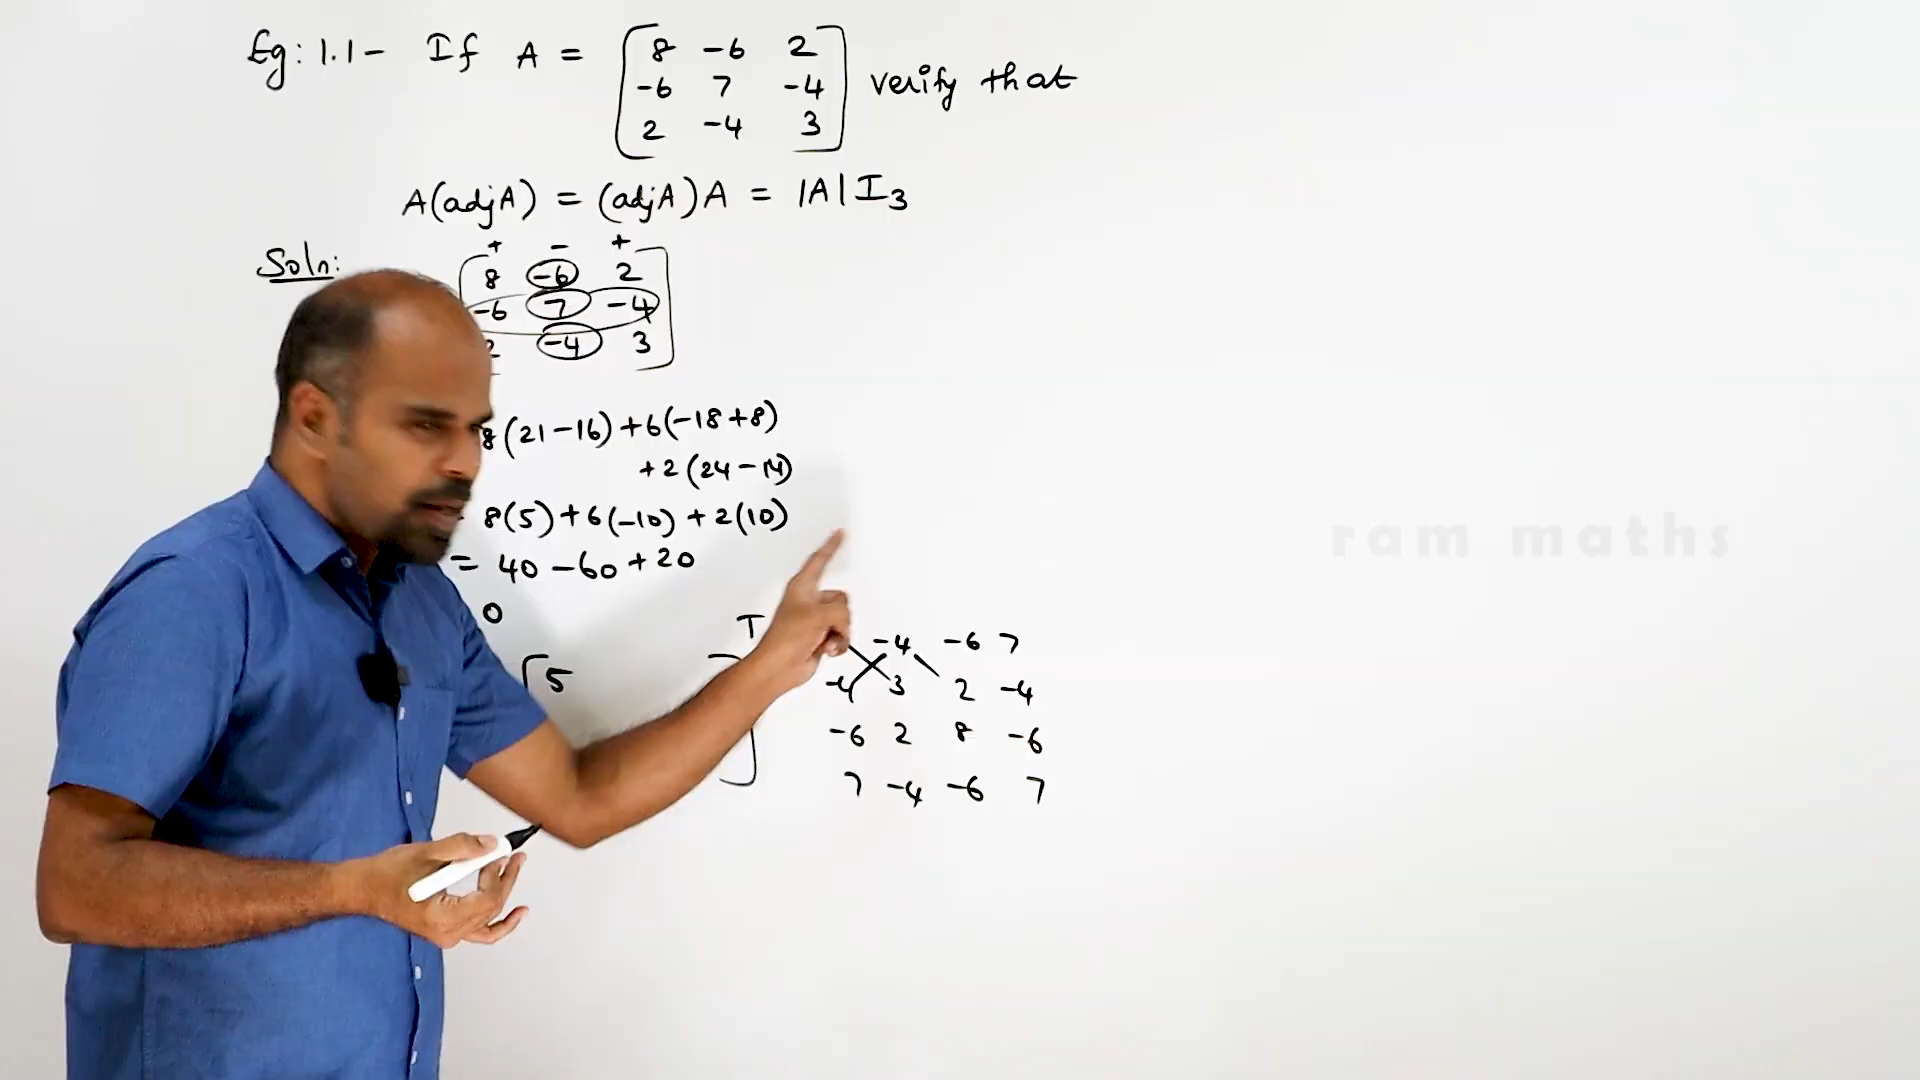 Eg: 1.1- If A = [8 -6 2
-6 7 -4 verify that
2 -4 3]
A(adjA) = (adjA)A = |A|I3
Soln:
+ - +
[8 -6 2
-6 7 -4
2 -4 3]
8(21-16)+6(-18+8)
+2(24-14)
8(5)+6(-10)+2(10)
= 40-60+20
0
T
-4 -6 7
[5 ] -4 3 2 -4
-6 2 8 -6
7 -4 -6 7
ram maths